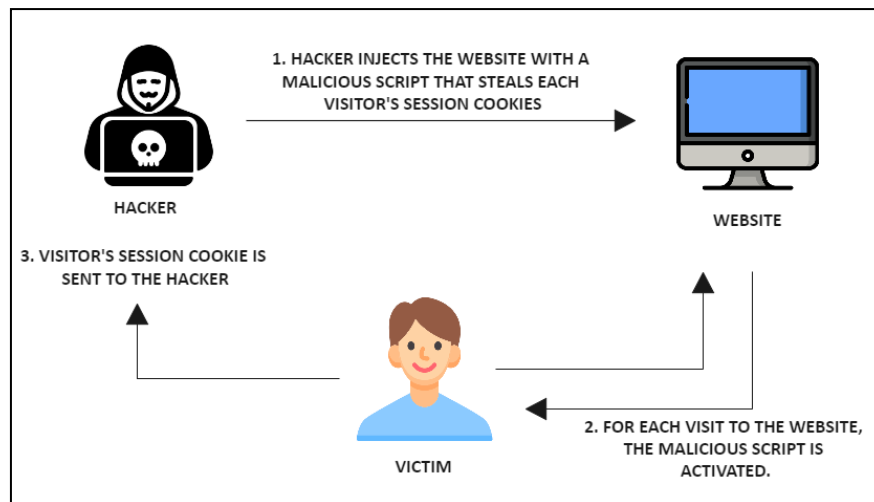 1. HACKER INJECTS THE WEBSITE WITH A
MALICIOUS SCRIPT THAT STEALS EACH
VISITOR'S SESSION COOKIES
HACKER
WEBSITE
3. VISITOR'S SESSION COOKIE IS
SENT TO THE HACKER
2. FOR EACH VISIT TO THE WEBSITE,
THE MALICIOUS SCRIPT IS
ACTIVATED.
VICTIM